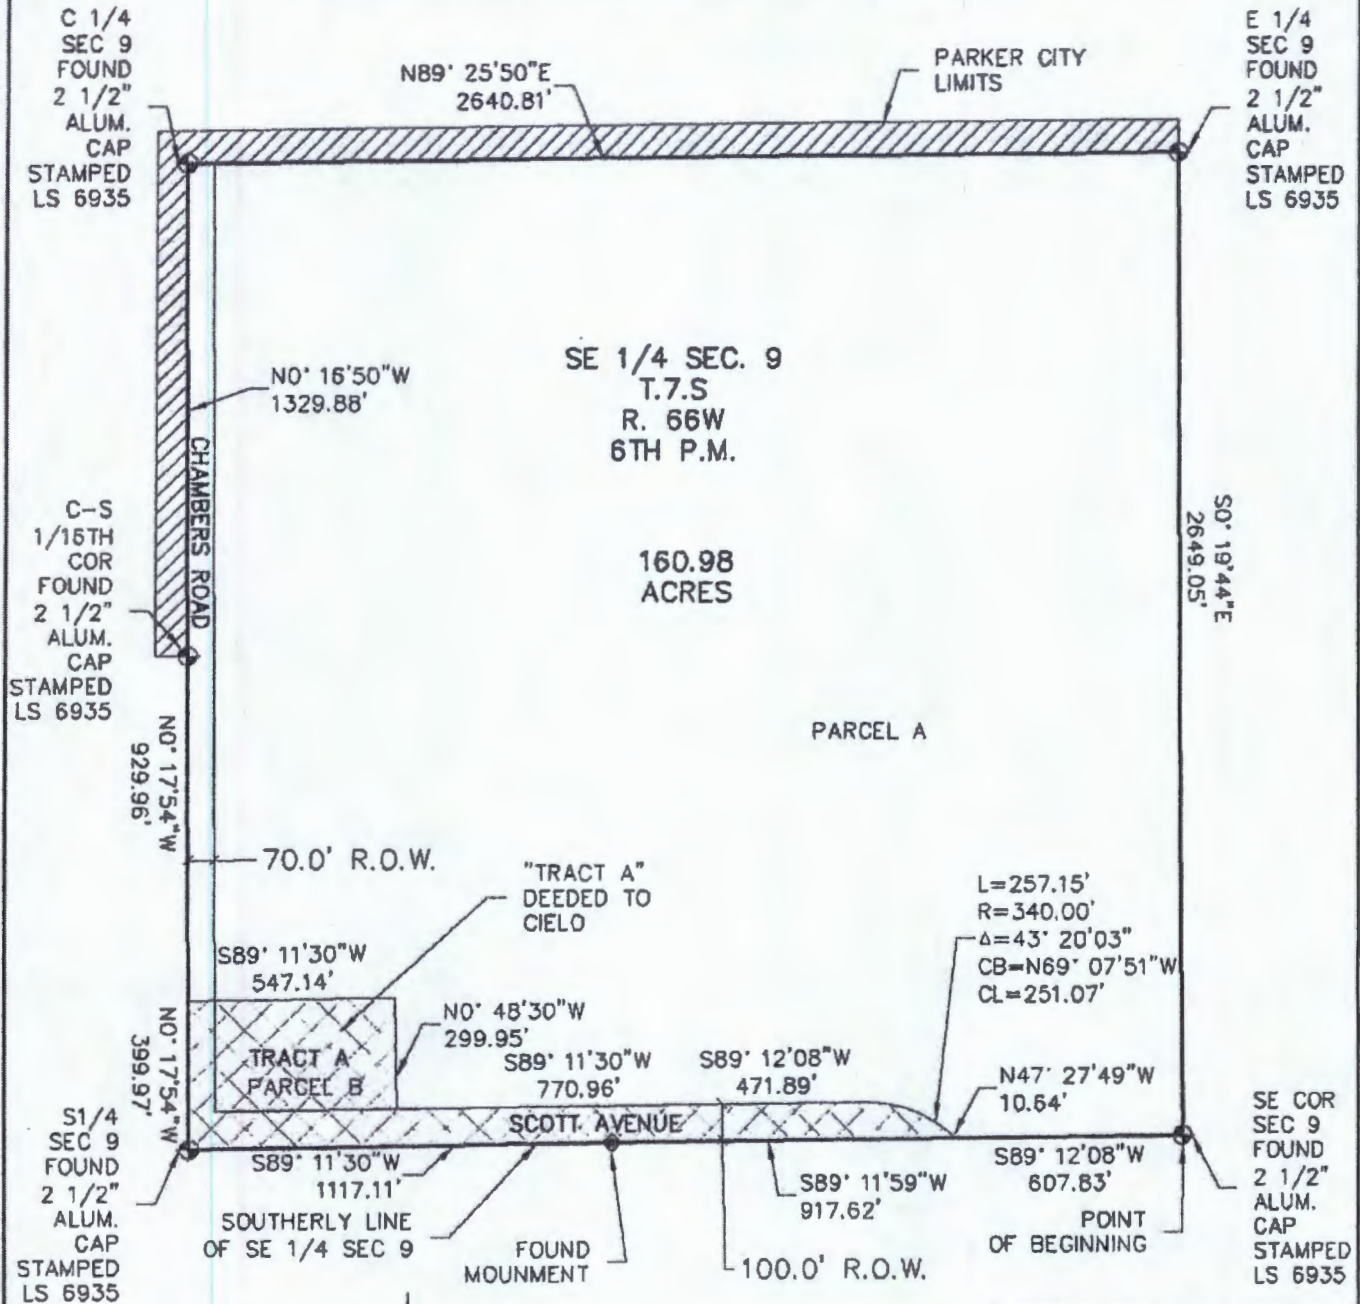 C 1/4
SEC 9
FOUND
2 1/2"
ALUM.
CAP
STAMPED
LS 6935
N89° 25'50"E
2640.81'
PARKER CITY
LIMITS
E 1/4
SEC 9
FOUND
2 1/2"
ALUM.
CAP
STAMPED
LS 6935
SE 1/4 SEC. 9
T.7.S
R. 66W
6TH P.M.
N0° 16'50"W
1329.88'
CHAMBERS ROAD
160.98
ACRES
S0° 19'44"E
2649.05'
C-S
1/16TH
COR
FOUND
2 1/2"
ALUM.
CAP
STAMPED
LS 6935
PARCEL A
N0° 17'54"W
929.96'
70.0' R.O.W.
"TRACT A"
DEEDED TO
CIELO
L=257.15'
R=340.00'
Δ=43° 20'03"
CB=N69° 07'51"W
CL=251.07'
S89° 11'30"W
547.14'
N0° 48'30"W
299.95'
N0° 17'54"W
399.97'
TRACT A
PARCEL B
S89° 11'30"W
770.96'
S89° 12'08"W
471.89'
N47° 27'49"W
10.64'
SCOTT AVENUE
S1/4
SEC 9
FOUND
2 1/2"
ALUM.
CAP
STAMPED
LS 6935
S89° 11'30"W
1117.11'
SOUTHERLY LINE
OF SE 1/4 SEC 9
FOUND
MOUNMENT
S89° 11'59"W
917.62'
100.0' R.O.W.
S89° 12'08"W
607.83'
POINT
OF BEGINNING
SE COR
SEC 9
FOUND
2 1/2"
ALUM.
CAP
STAMPED
LS 6935